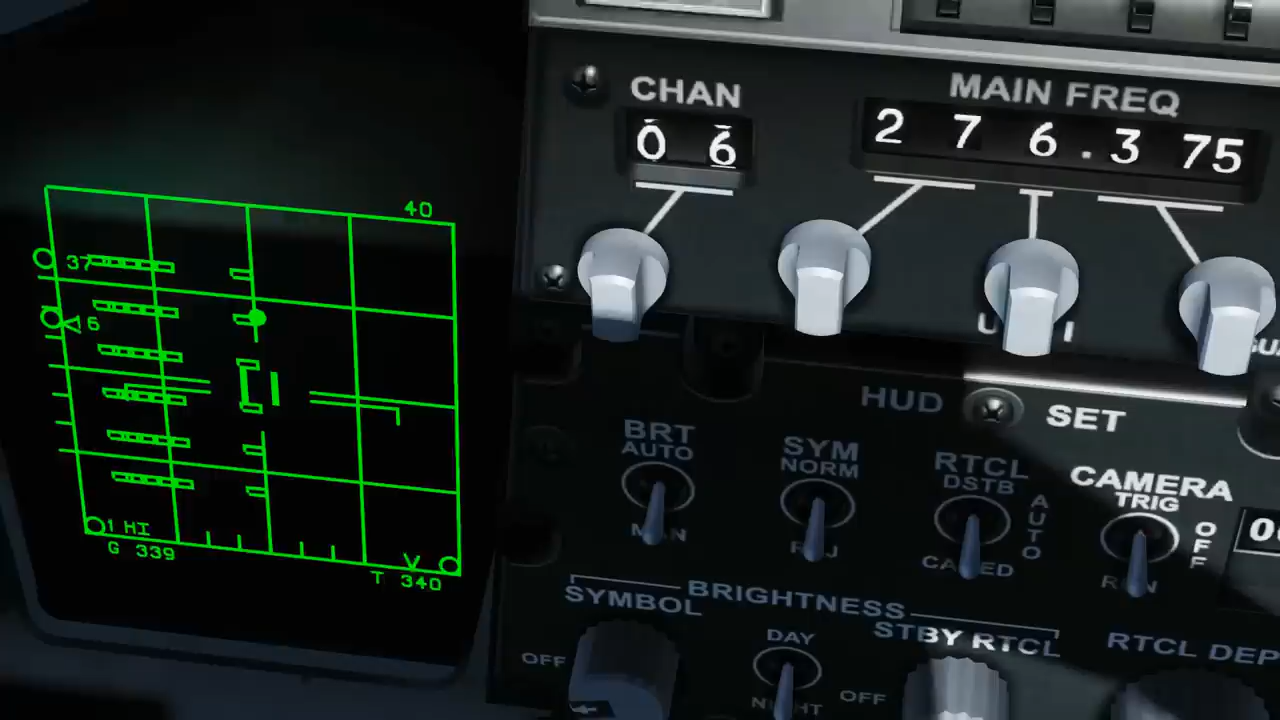 CHAN
MAIN FREQ
0 6
2 7 6 . 3 75
40
37
6
HUD
SET
BRT
AUTO
MAN
SYM
NORM
RTCL
DSTB
AUTO
CAMERA
TRIG
OFF
1 HI
G 339
V
T 340
BRIGHTNESS
SYMBOL
DAY
STBY RTCL
RTCL DEP
OFF
NIGHT
OFF